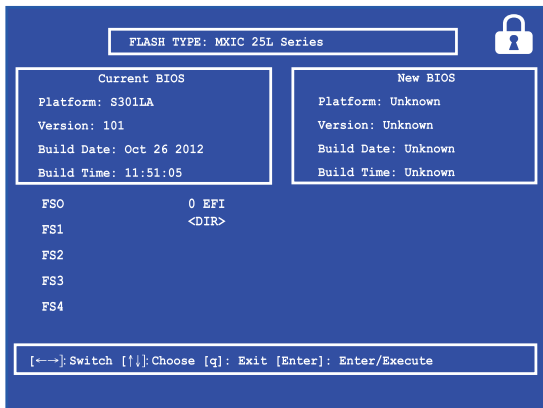 FLASH TYPE: MXIC 25L Series
Current BIOS
Platform: S301LA
Version: 101
Build Date: Oct 26 2012
Build Time: 11:51:05
New BIOS
Platform: Unknown
Version: Unknown
Build Date: Unknown
Build Time: Unknown
FSO 0 EFI
<DIR>
FS1
FS2
FS3
FS4
[←→]: Switch [↑↓]: Choose [q]: Exit [Enter]: Enter/Execute